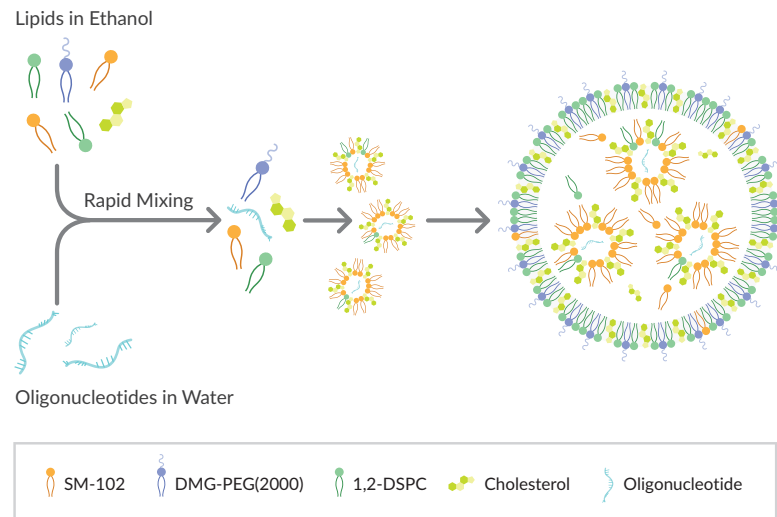 Lipids in Ethanol
Rapid Mixing
Oligonucleotides in Water
SM-102
DMG-PEG(2000)
1,2-DSPC
Cholesterol
Oligonucleotide